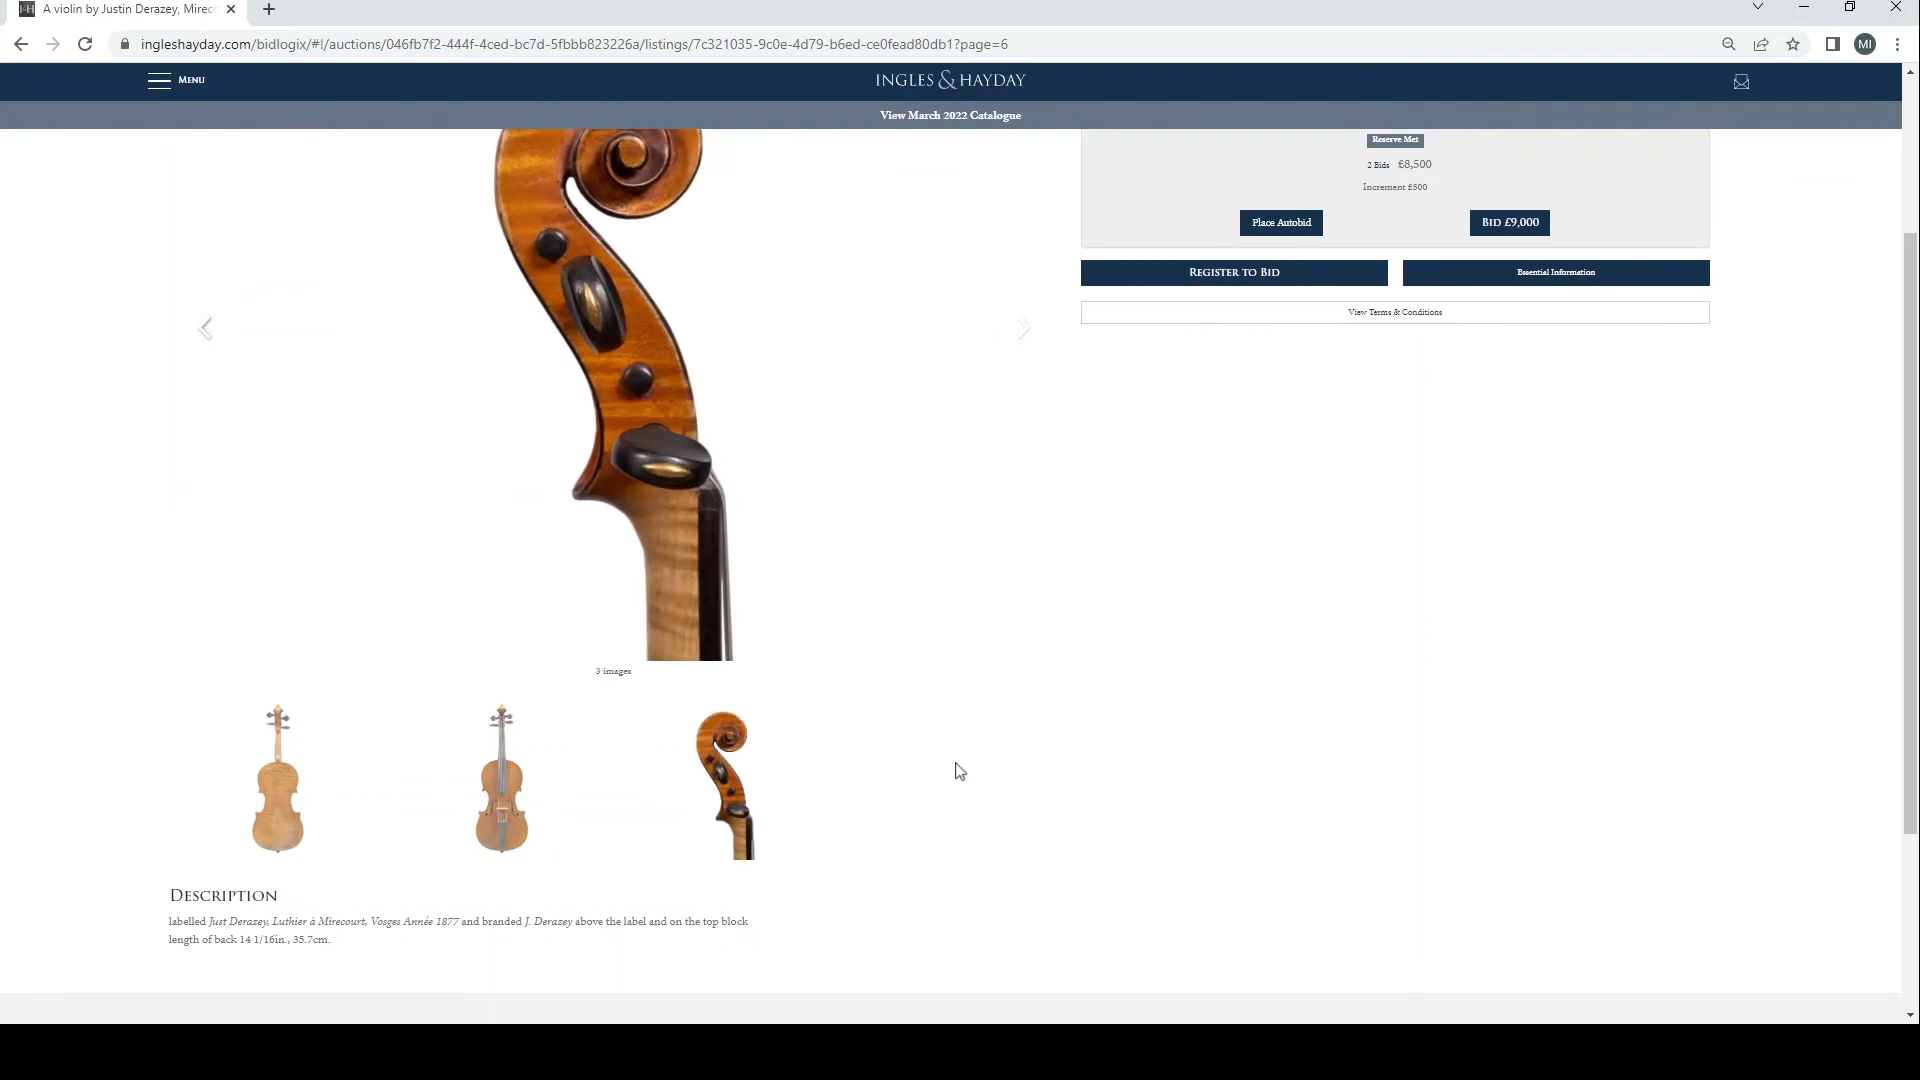 A violin by Justin Derazey, Mirec
ingleshayday.com/bidlogix/#!/auctions/046fb7f2-444f-4ced-bc7d-5fbbb823226a/listings/7c321035-9c0e-4d79-b6ed-ce0fead80db1?page=6
MI
MENU
INGLES & HAYDAY
View March 2022 Catalogue
Reserve Met
2 Bids £8,500
Increment £500
Place Autobid
BID £9,000
REGISTER TO BID
Essential Information
View Terms & Conditions
3 images
DESCRIPTION
labelled Just Derazey, Luthier à Mirecourt, Vosges Année 1877 and branded J. Derazey above the label and on the top block
length of back 14 1/16in., 35.7cm.